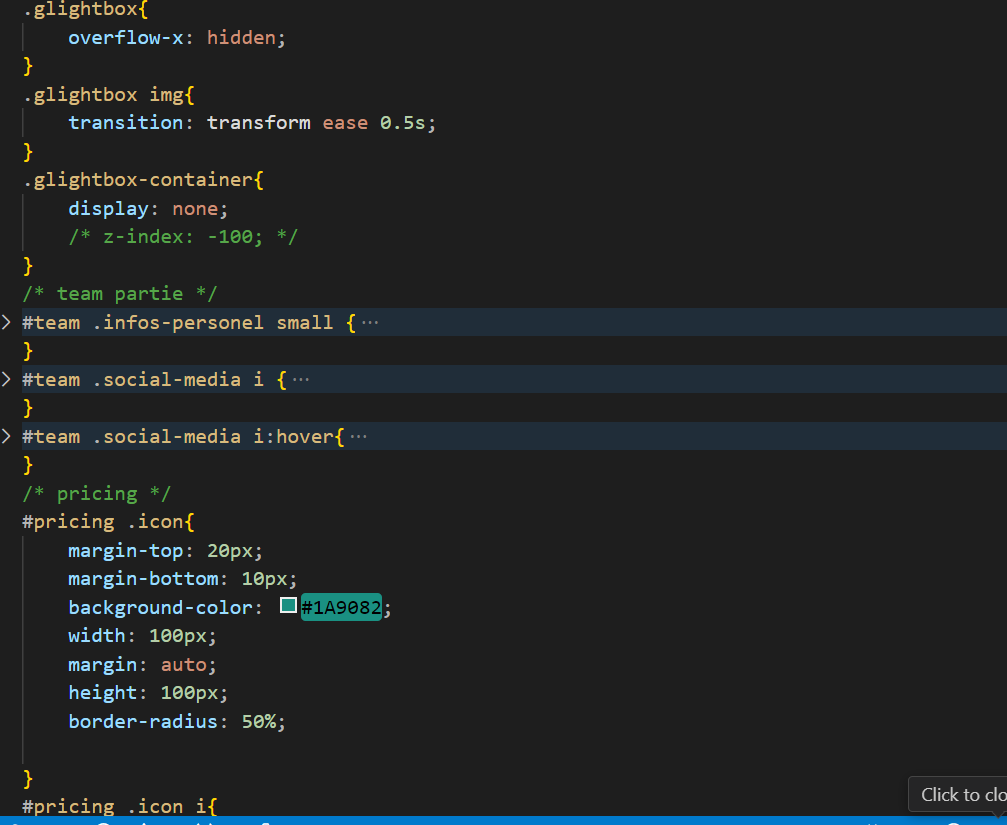 .glightbox{
overflow-x: hidden;
}
.glightbox img{
transition: transform ease 0.5s;
}
.glightbox-container{
display: none;
/* z-index: -100; */
}
/* team partie */
#team .infos-personel small {···
}
#team .social-media i {···
}
#team .social-media i:hover{···
}
/* pricing */
#pricing .icon{
margin-top: 20px;
margin-bottom: 10px;
background-color: #1A9082;
width: 100px;
margin: auto;
height: 100px;
border-radius: 50%;
}
#pricing .icon i{
Click to clo